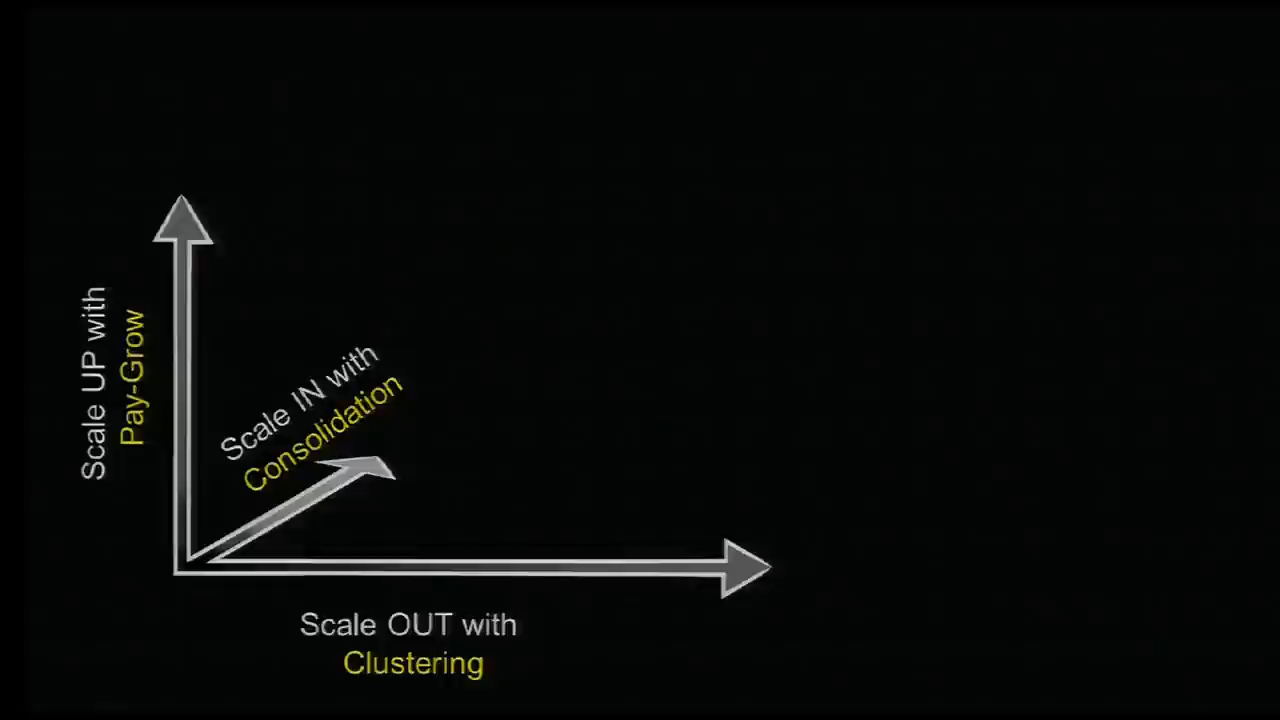 Scale UP with
Pay-Grow
Scale IN with
Consolidation
Scale OUT with
Clustering